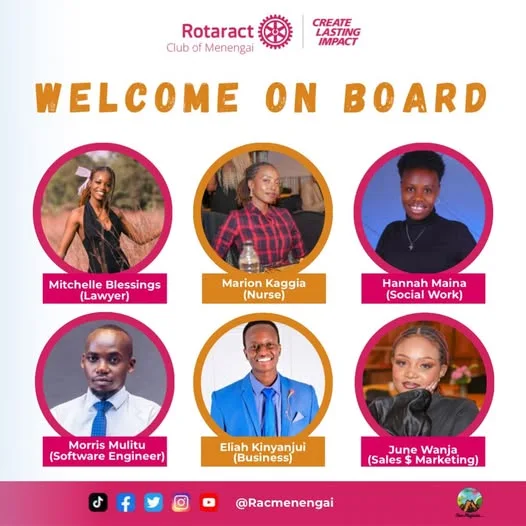 Rotaract
Club of Menengai
CREATE
LASTING
IMPACT
WELCOME ON BOARD
Mitchelle Blessings
(Lawyer)
Marion Kaggia
(Nurse)
Hannah Maina
(Social Work)
Morris Mulitu
(Software Engineer)
Eliah Kinyanjui
(Business)
June Wanja
(Sales $ Marketing)
@Racmenengai